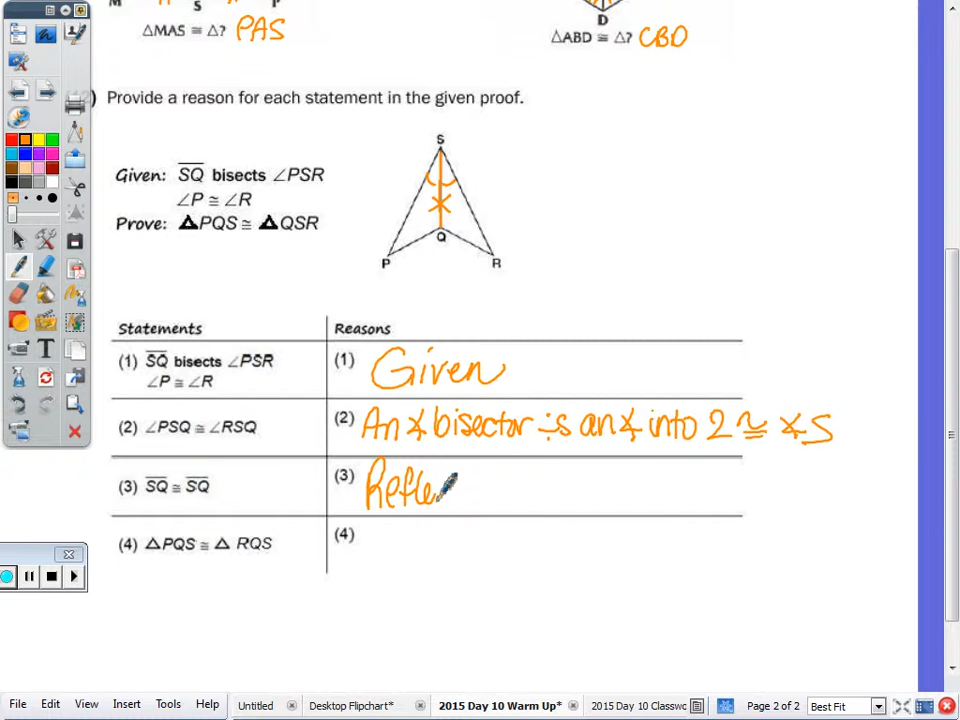 M S P
△MAS ≅ △? PAS
D
△ABD ≅ △? CBD
) Provide a reason for each statement in the given proof.
S
Given: SQ bisects ∠PSR
∠P ≅ ∠R
Prove: △PQS ≅ △QSR
Q
P R
Statements Reasons
(1) SQ bisects ∠PSR (1) Given
∠P ≅ ∠R
(2) ∠PSQ ≅ ∠RSQ (2) An ∡ bisector ÷s an ∡ into 2 ≅ ∡s
(3) SQ ≅ SQ (3) Refle
(4) △PQS ≅ △ RQS (4)
File Edit View Insert Tools Help Untitled Desktop Flipchart* 2015 Day 10 Warm Up* 2015 Day 10 Classwo Page 2 of 2 Best Fit